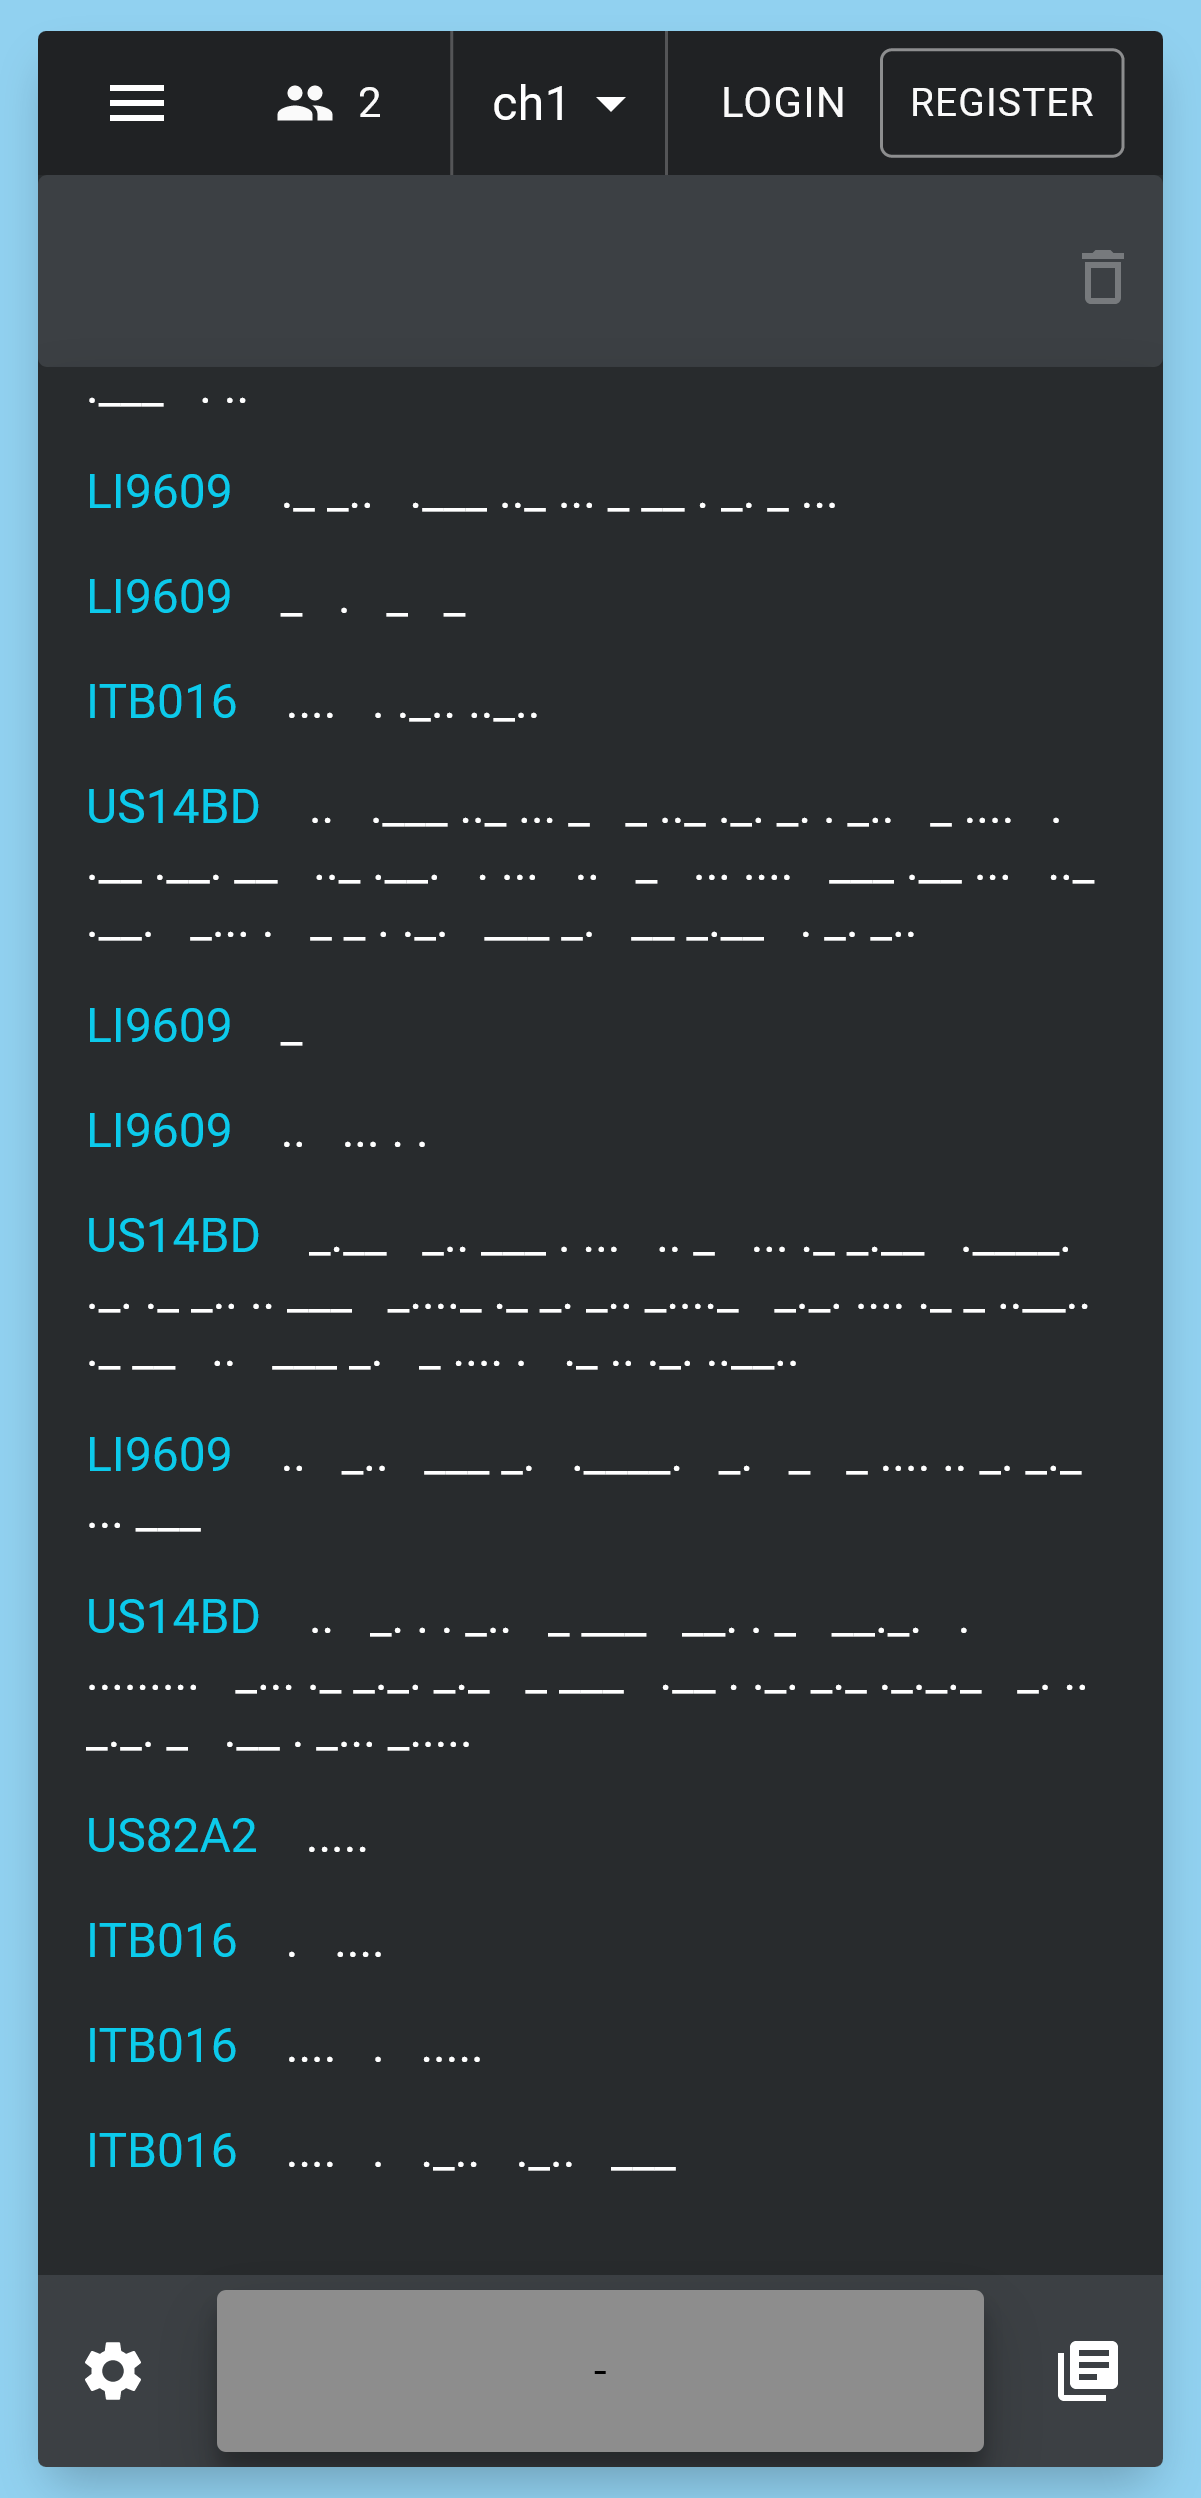 2 ch1 LOGIN REGISTER
.___ . ..
LI9609 ._ _.. .___ .._ ... _ __ . _. _ ...
LI9609 _ . _ _
ITB016 .... . ._.. .._..
US14BD .. .___ .._ ... _ _ .._ ._. _. . _.. _ .... .
.__ .__. __ .._ .__. . ... .. _ ... .... ___ .__ ... .._
.__. _... . _ _ . ._. ___ _. __ _.__ . _. _..
LI9609 _
LI9609 .. ... . .
US14BD _.__ _.. ___ . ... .. _ ... ._ _.__ .____.
._. ._ _.. .. ___ _...._ ._ _. _.. _...._ _._. .... ._ _ ..__..
._ __ .. ___ _. _ .... . ._ .. ._. ..__..
LI9609 .. _.. ___ _. .____. _. _ _ .... .. _. _._
... ___
US14BD .. _. . . _.. _ ___ __. . _ __._. .
......... _... ._ _._. _._ _ ___ .__ . ._. _._ ._._._ _. ..
_._. _ .__ . _... _.....
US82A2 .....
ITB016 . ....
ITB016 .... . .....
ITB016 .... . ._.. ._.. ___
-